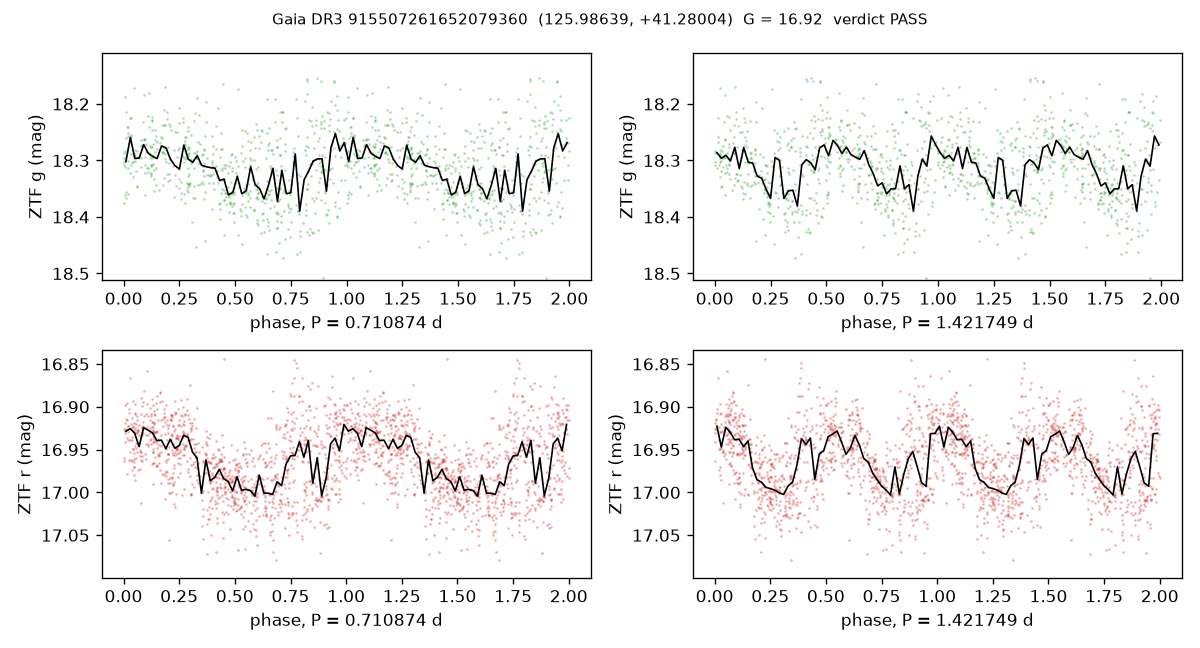 Gaia DR3 915507261652079360  (125.98639, +41.28004)  G = 16.92  verdict PASS
ZTF g (mag)
18.2
18.3
18.4
18.5
0.00 0.25 0.50 0.75 1.00 1.25 1.50 1.75 2.00
phase, P = 0.710874 d
ZTF g (mag)
18.2
18.3
18.4
18.5
0.00 0.25 0.50 0.75 1.00 1.25 1.50 1.75 2.00
phase, P = 1.421749 d
ZTF r (mag)
16.85
16.90
16.95
17.00
17.05
0.00 0.25 0.50 0.75 1.00 1.25 1.50 1.75 2.00
phase, P = 0.710874 d
ZTF r (mag)
16.85
16.90
16.95
17.00
17.05
0.00 0.25 0.50 0.75 1.00 1.25 1.50 1.75 2.00
phase, P = 1.421749 d